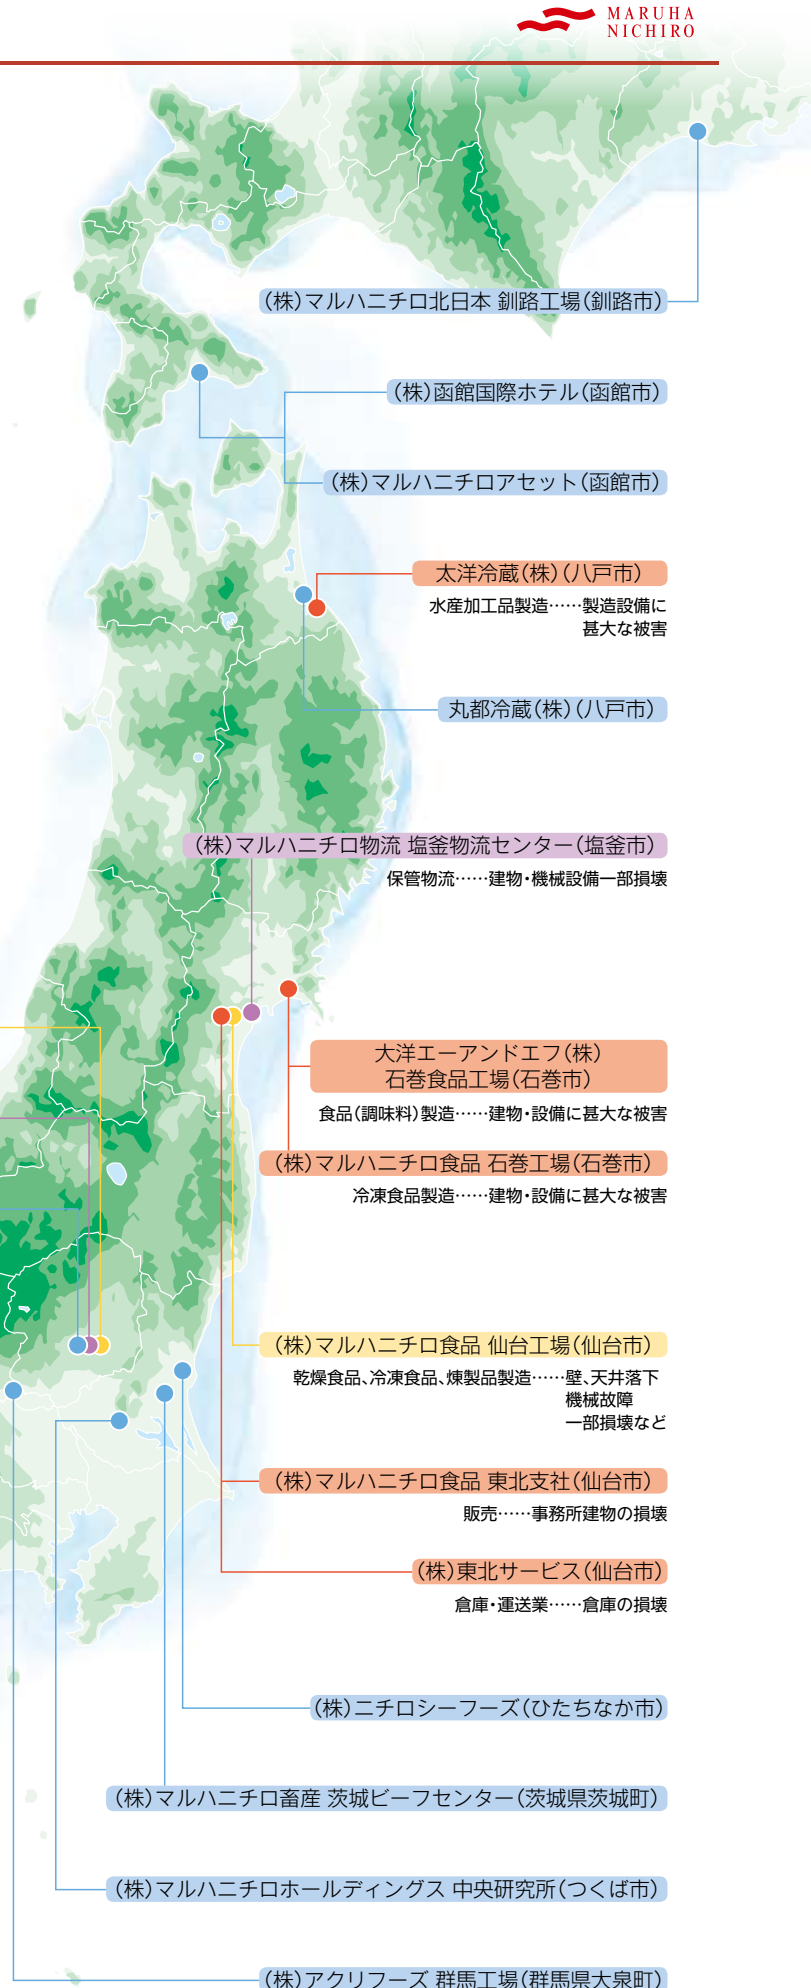 MARUHA
NICHIRO
(株)マルハニチロ北日本 釧路工場(釧路市)
(株)函館国際ホテル(函館市)
(株)マルハニチロアセット(函館市)
太洋冷蔵(株)(八戸市)
水産加工品製造……製造設備に
甚大な被害
丸都冷蔵(株)(八戸市)
(株)マルハニチロ物流 塩釜物流センター(塩釜市)
保管物流……建物・機械設備一部損壊
大洋エーアンドエフ(株)
石巻食品工場(石巻市)
食品(調味料)製造……建物・設備に甚大な被害
(株)マルハニチロ食品 石巻工場(石巻市)
冷凍食品製造……建物・設備に甚大な被害
(株)マルハニチロ食品 仙台工場(仙台市)
乾燥食品、冷凍食品、煉製品製造……壁、天井落下
機械故障
一部損壊など
(株)マルハニチロ食品 東北支社(仙台市)
販売……事務所建物の損壊
(株)東北サービス(仙台市)
倉庫・運送業……倉庫の損壊
(株)ニチロシーフーズ(ひたちなか市)
(株)マルハニチロ畜産 茨城ビーフセンター(茨城県茨城町)
(株)マルハニチロホールディングス 中央研究所(つくば市)
(株)アクリフーズ 群馬工場(群馬県大泉町)